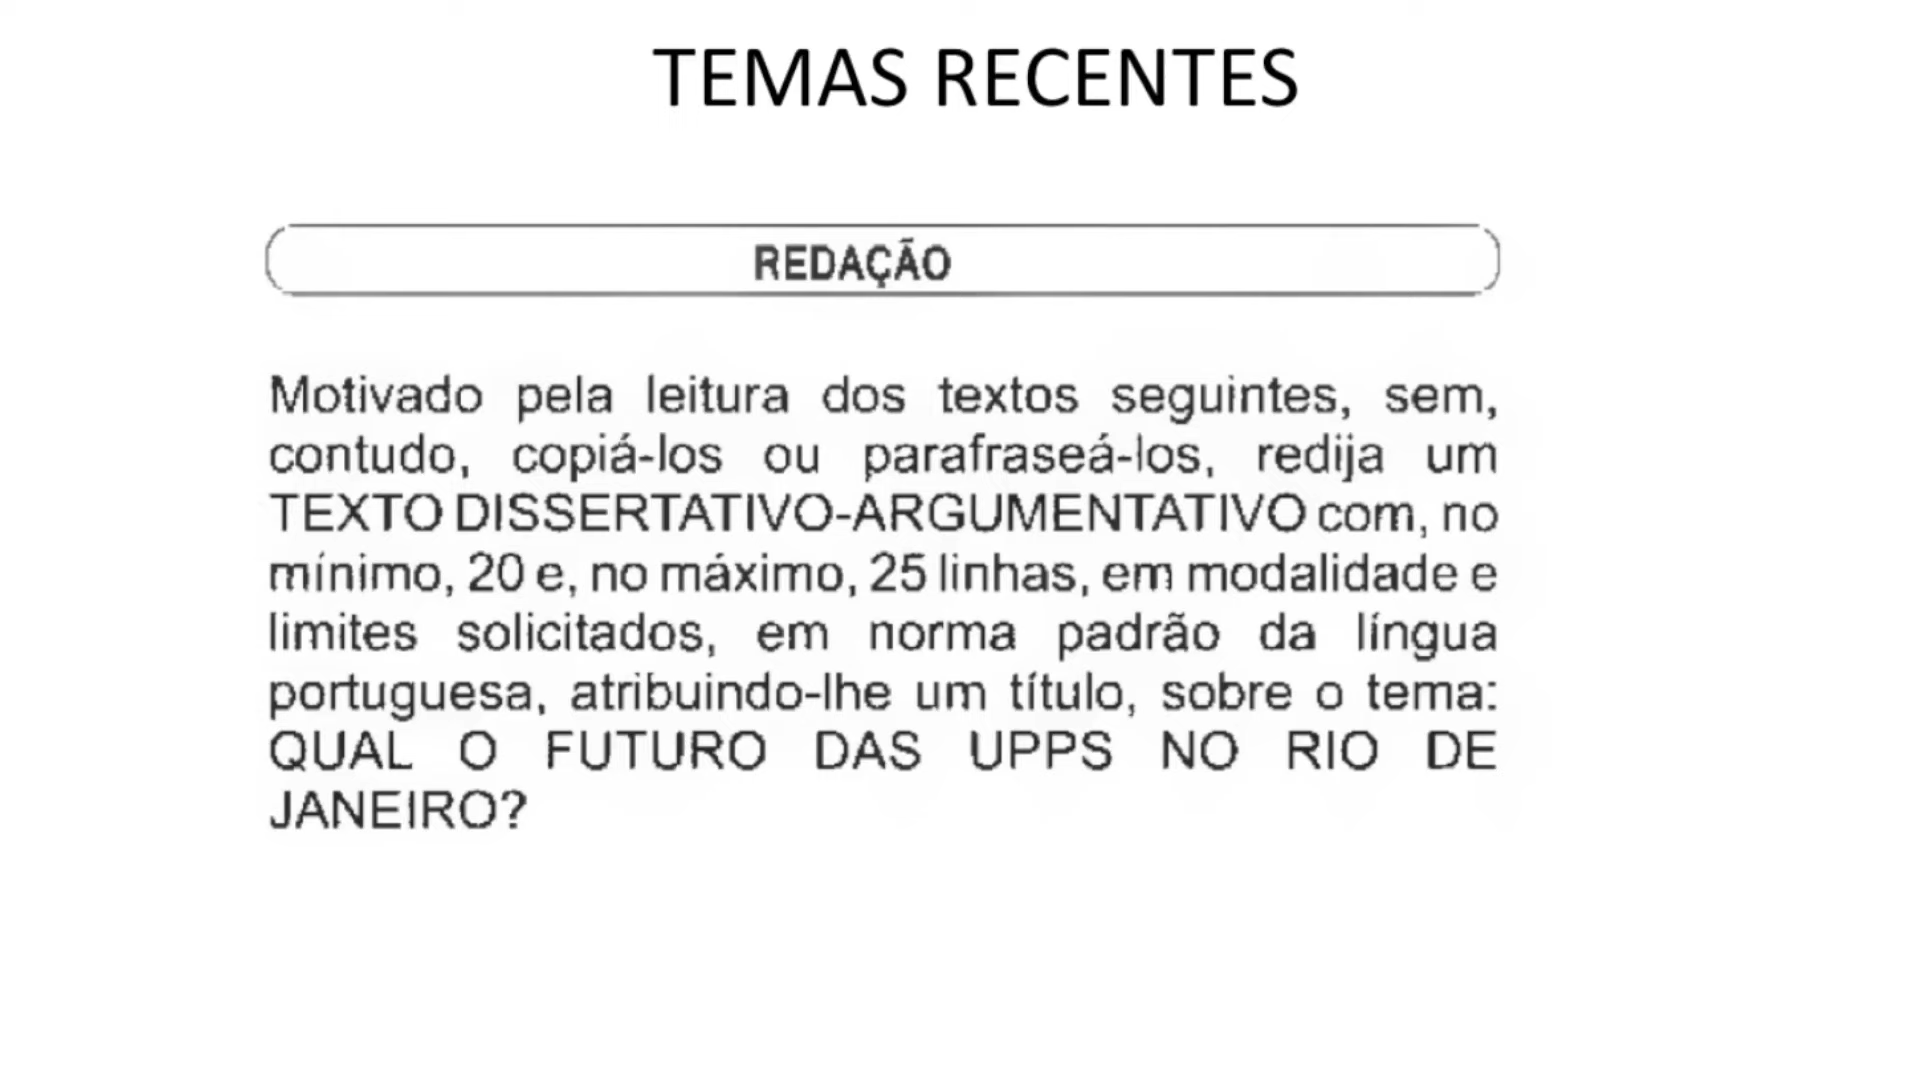 TEMAS RECENTES
REDAÇÃO
Motivado pela leitura dos textos seguintes, sem,
contudo, copiá-los ou parafraseá-los, redija um
TEXTO DISSERTATIVO-ARGUMENTATIVO com, no
mínimo, 20 e, no máximo, 25 linhas, em modalidade e
limites solicitados, em norma padrão da língua
portuguesa, atribuindo-lhe um título, sobre o tema:
QUAL O FUTURO DAS UPPS NO RIO DE
JANEIRO?